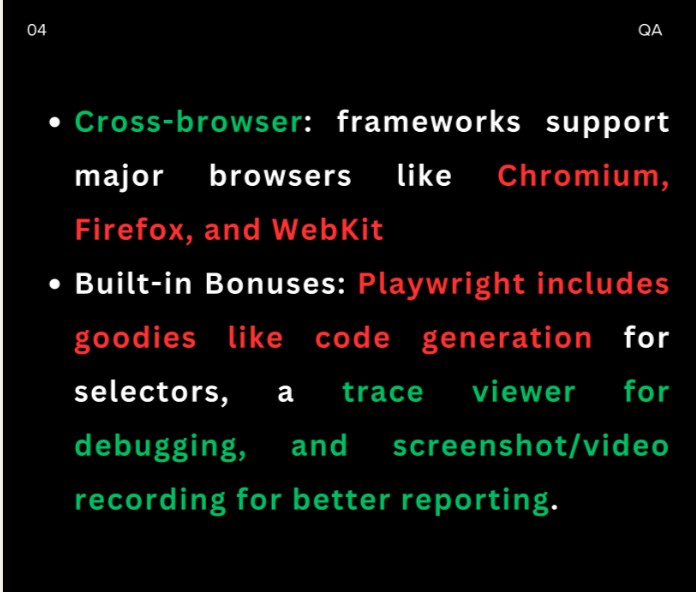 04
QA
• Cross-browser: frameworks support
major browsers like Chromium,
Firefox, and WebKit
• Built-in Bonuses: Playwright includes
goodies like code generation for
selectors, a trace viewer for
debugging, and screenshot/video
recording for better reporting.